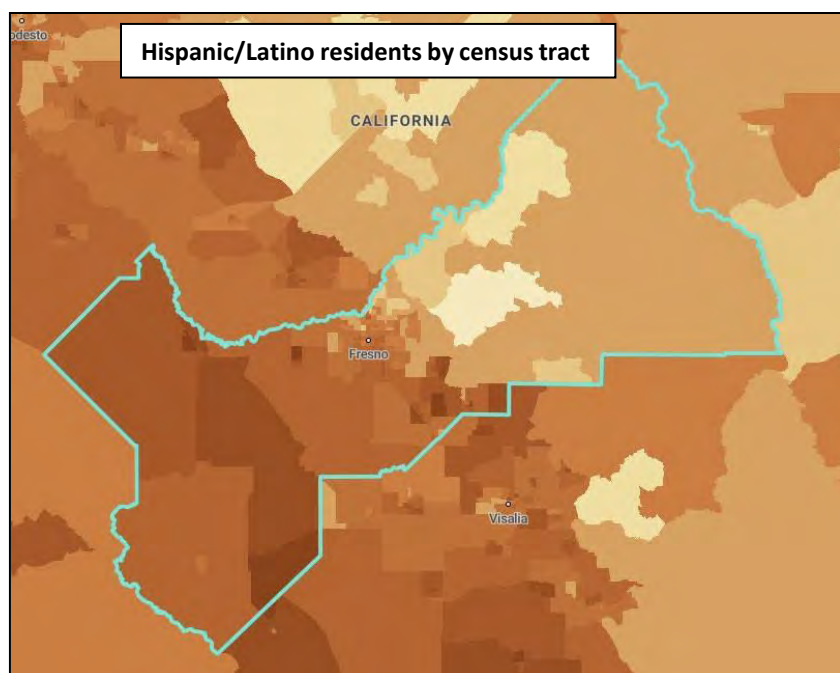 odesto
Hispanic/Latino residents by census tract
CALIFORNIA
Fresno
Visalia